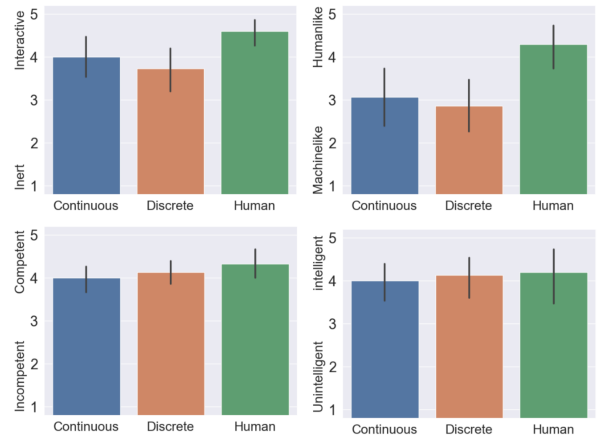 Interactive
Inert
5
4
3
2
1
Continuous Discrete Human
Humanlike
Machinelike
5
4
3
2
1
Continuous Discrete Human
Competent
Incompetent
5
4
3
2
1
Continuous Discrete Human
intelligent
Unintelligent
5
4
3
2
1
Continuous Discrete Human